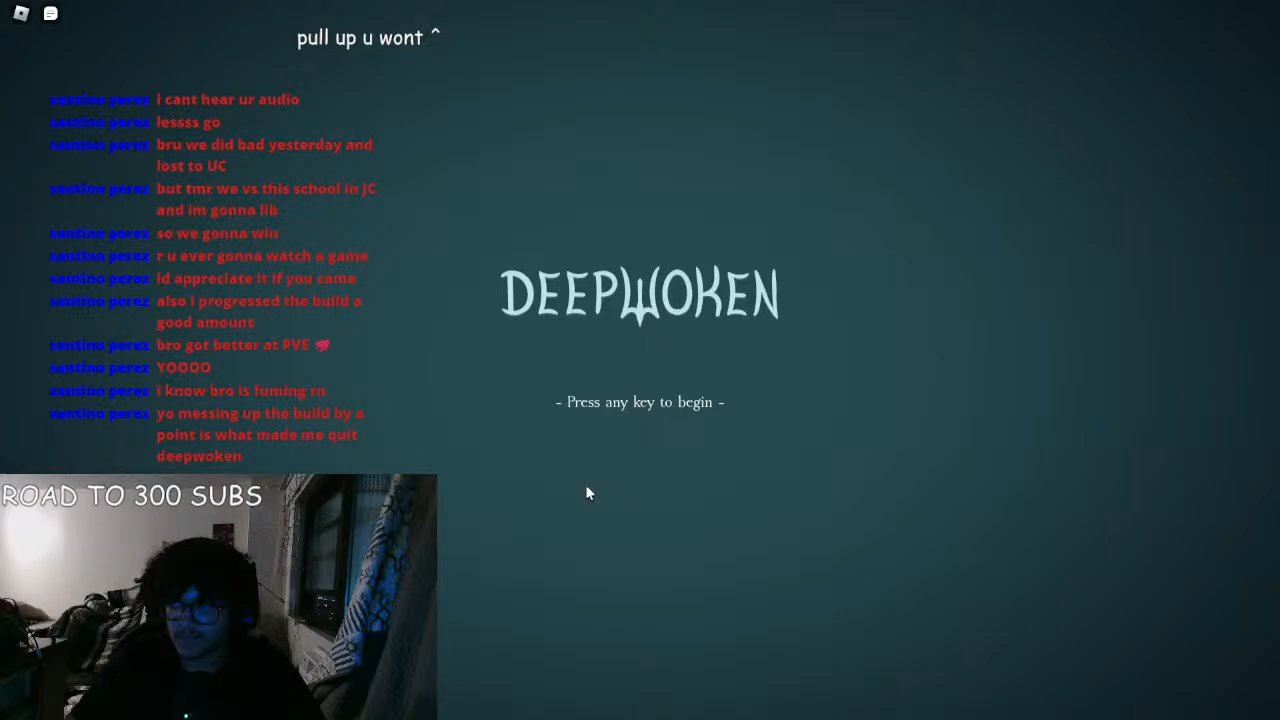 pull up u wont ^
santino perez I cant hear ur audio
santino perez lessss go
santino perez bru we did bad yesterday and
lost to UC
santino perez but tmr we vs this school in JC
and im gonna lib
santino perez so we gonna win
santino perez r u ever gonna watch a game
santino perez id appreciate it if you came
santino perez also i progressed the build a
good amount
santino perez bro got better at PVE 💯
santino perez YOOOO
santino perez i know bro is fuming rn
santino perez yo messing up the build by a
point is what made me quit
deepwoken
DEEPWOKEN
- Press any key to begin -
ROAD TO 300 SUBS